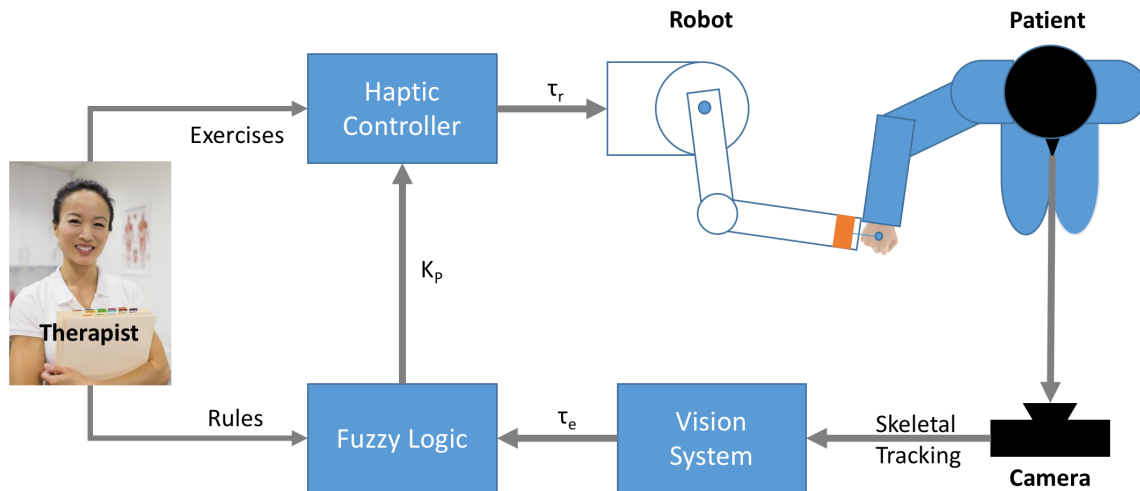 Robot
Patient
Haptic
Controller
τr
Exercises
KP
Therapist
Rules
Fuzzy Logic
τe
Vision
System
Skeletal
Tracking
Camera